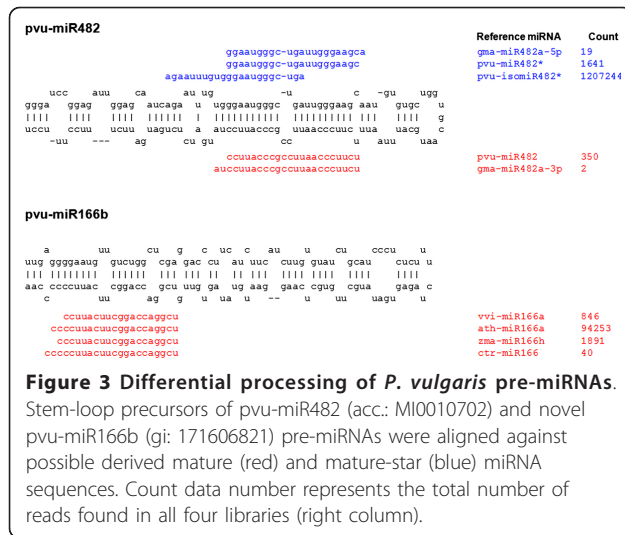 pvu-miR482
Reference miRNA Count
ggaaugggc-ugauugggaagca gma-miR482a-5p 19
ggaaugggc-ugauugggaagc pvu-miR482* 1641
agaauuugugggaaugggc-uga pvu-isomiR482* 1207244
ucc auu ca au ug -u c -gu ugg
ggga ggag ggag aucaga u ugggaaugggc gauugggaag aau gugc u
|||| |||| |||| |||||| | ||||||||||| |||||||||| ||| |||| g
uccu ccuu ucuu uagucu a auccuuacccg uuaacccuuc uua uacg c
-uu --- ag cu gu cc u auu uaa
ccuuacccgccuuaacccuucu pvu-miR482 350
auccuuacccgccuuaacccuucu gma-miR482a-3p 2
pvu-miR166b
a uu cu g c uc c au u cu cccu u
uug ggggaaug gucugg cga gac cu au uuc cuug guau gcau cucu u
||| |||||||| |||||| ||| ||| || || ||| |||| |||| |||| ||||
aac cccccuuac cggacc gcu uug ga ug aag gaac cgug cgua gaga c
c uu ag g u ua u -- u uu uagu u
ccuuacuucggaccaggcu vvi-miR166a 846
ccccuuacuucggaccaggcu ath-miR166a 94253
cccuuacuucggaccaggcu zma-miR166h 1891
cccccuuacuucggaccaggcu ctr-miR166 40
Figure 3 Differential processing of P. vulgaris pre-miRNAs.
Stem-loop precursors of pvu-miR482 (acc.: MI0010702) and novel
pvu-miR166b (gi: 171606821) pre-miRNAs were aligned against
possible derived mature (red) and mature-star (blue) miRNA
sequences. Count data number represents the total number of
reads found in all four libraries (right column).